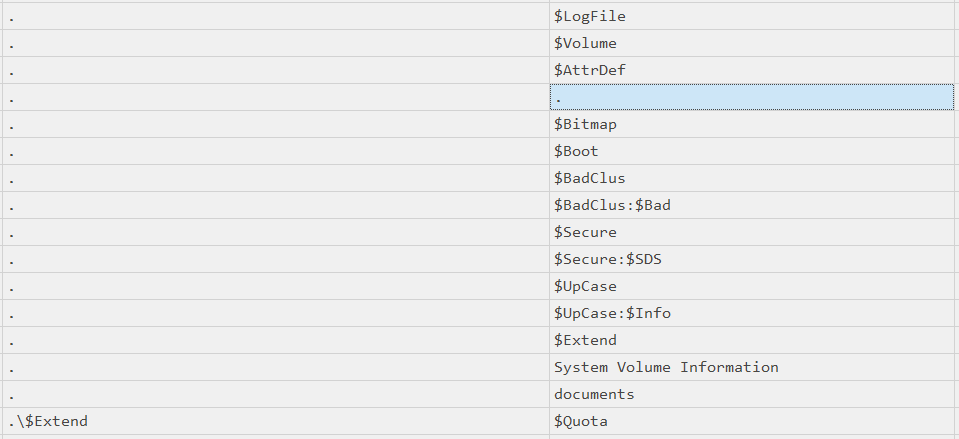 . $LogFile
. $Volume
. $AttrDef
. .
. $Bitmap
. $Boot
. $BadClus
. $BadClus:$Bad
. $Secure
. $Secure:$SDS
. $UpCase
. $UpCase:$Info
. $Extend
. System Volume Information
. documents
.\$Extend $Quota